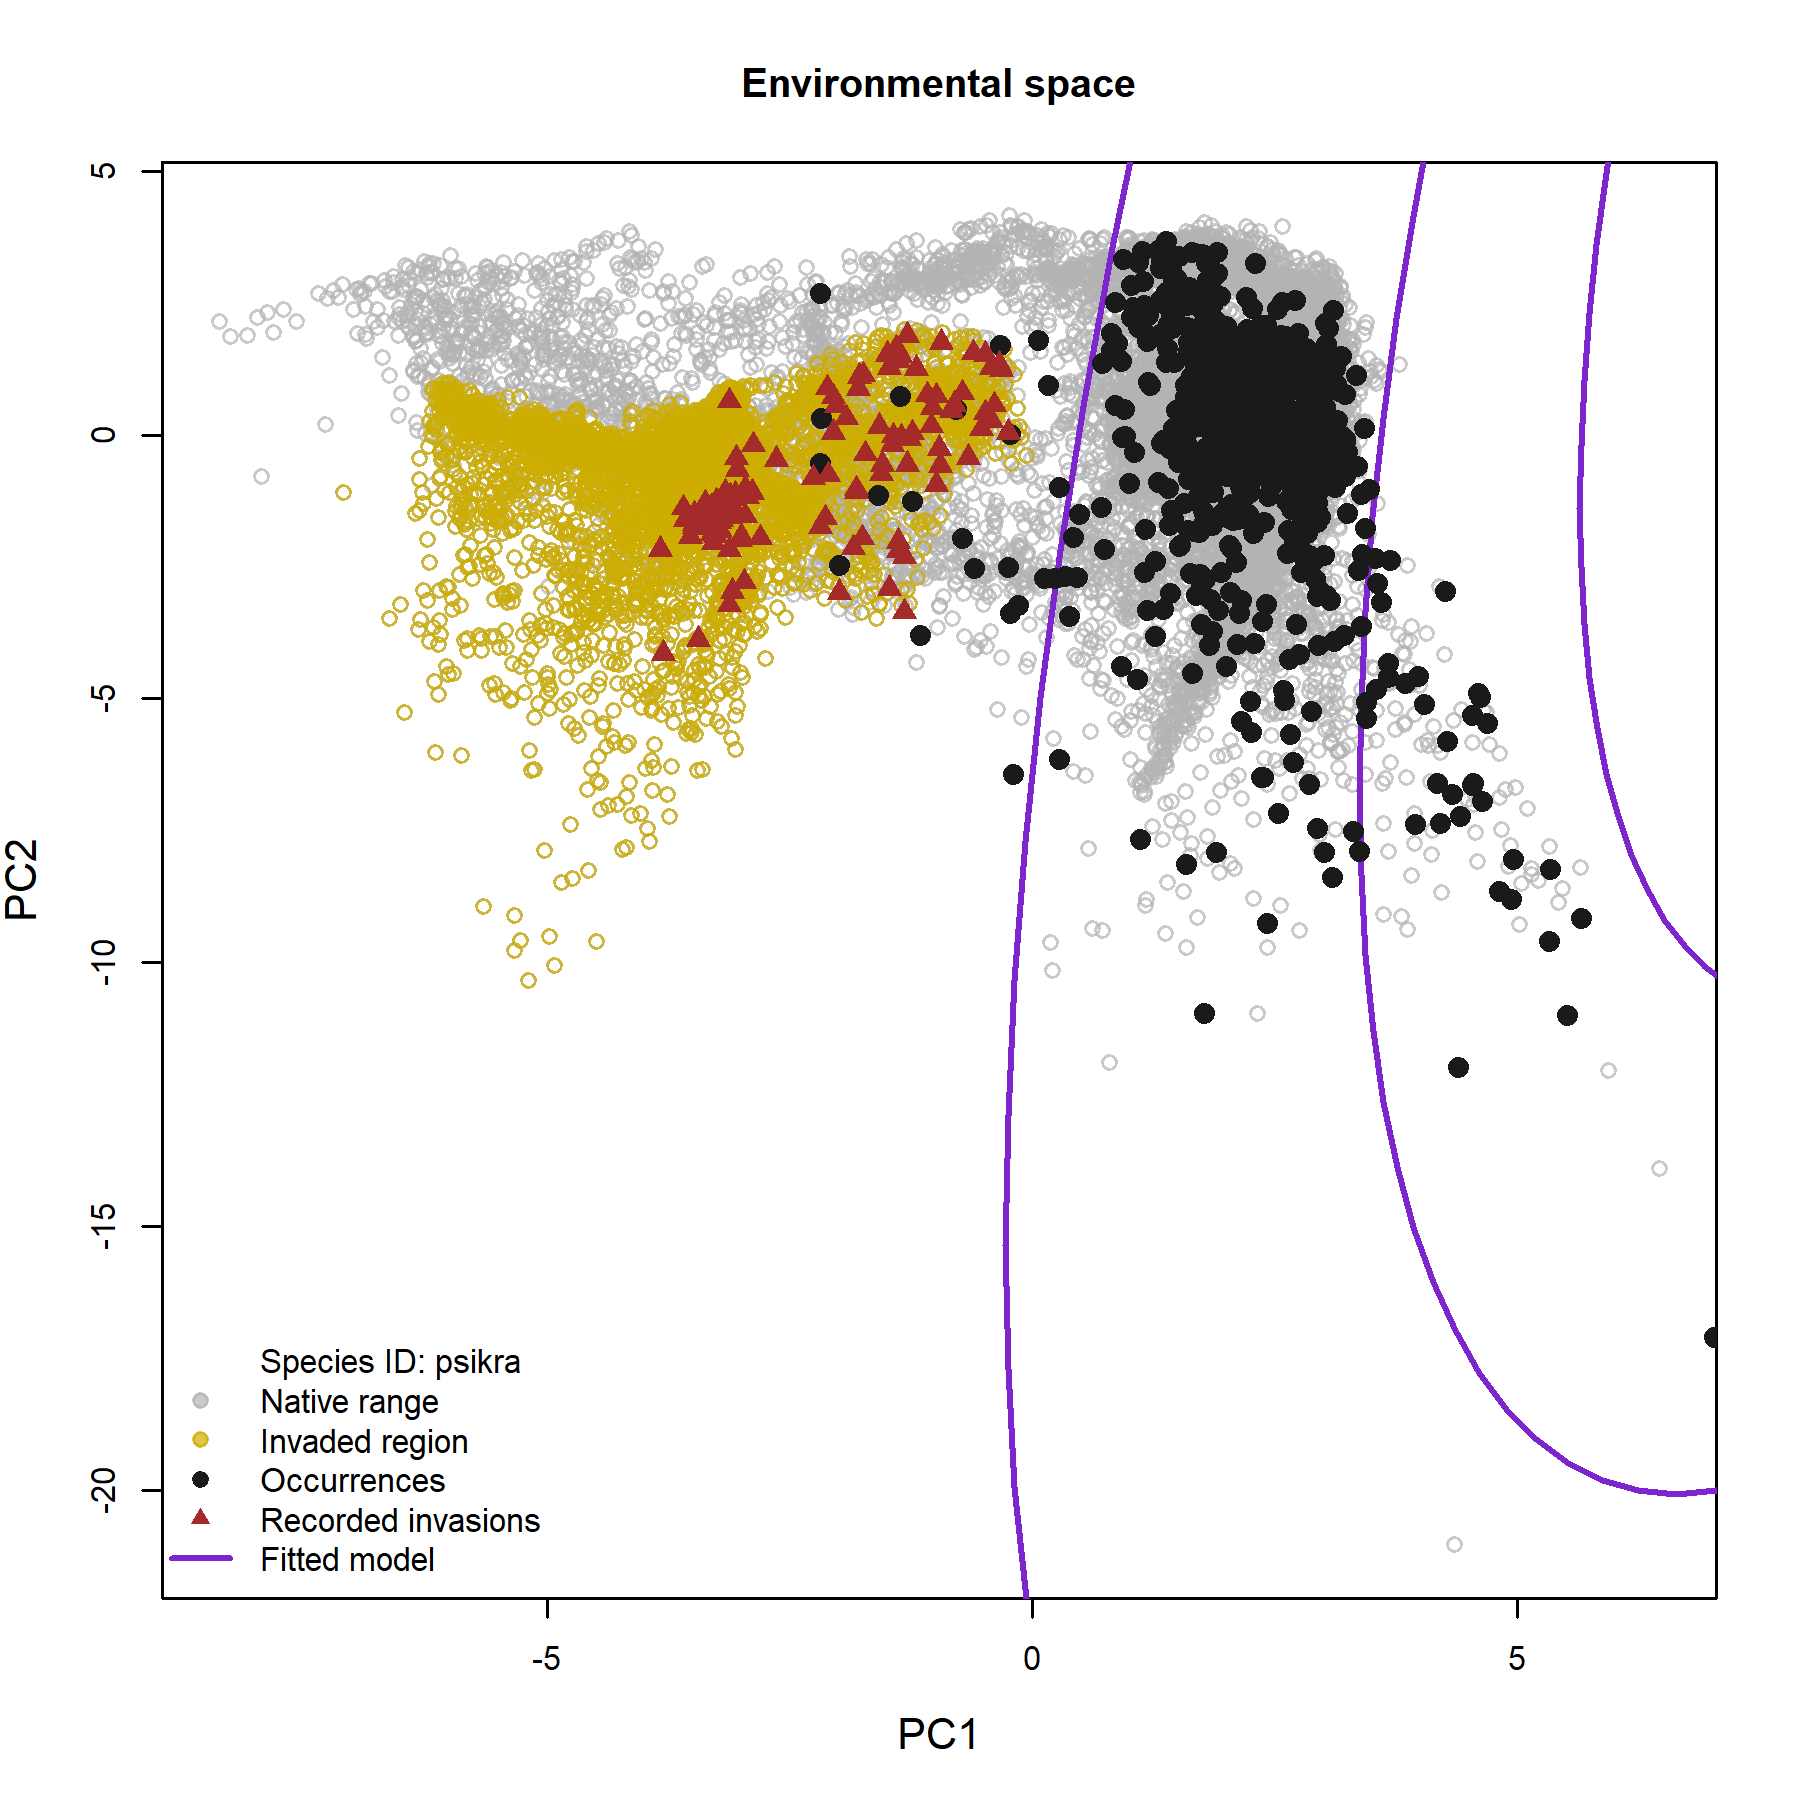 Environmental space
5
0
-5
-10
-15
-20
PC2
Species ID: psikra
Native range
Invaded region
Occurrences
Recorded invasions
Fitted model
-5 0 5
PC1